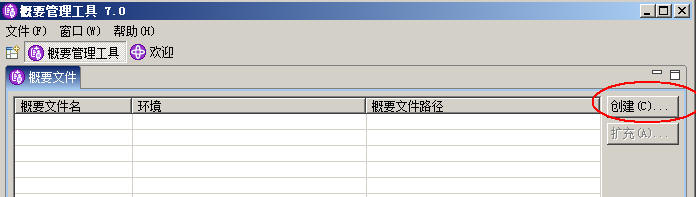 概要管理工具 7.0
文件(F) 窗口(W) 帮助(H)
概要管理工具 欢迎
概要文件
概要文件名 环境 概要文件路径 创建(C)...
扩充(A)...